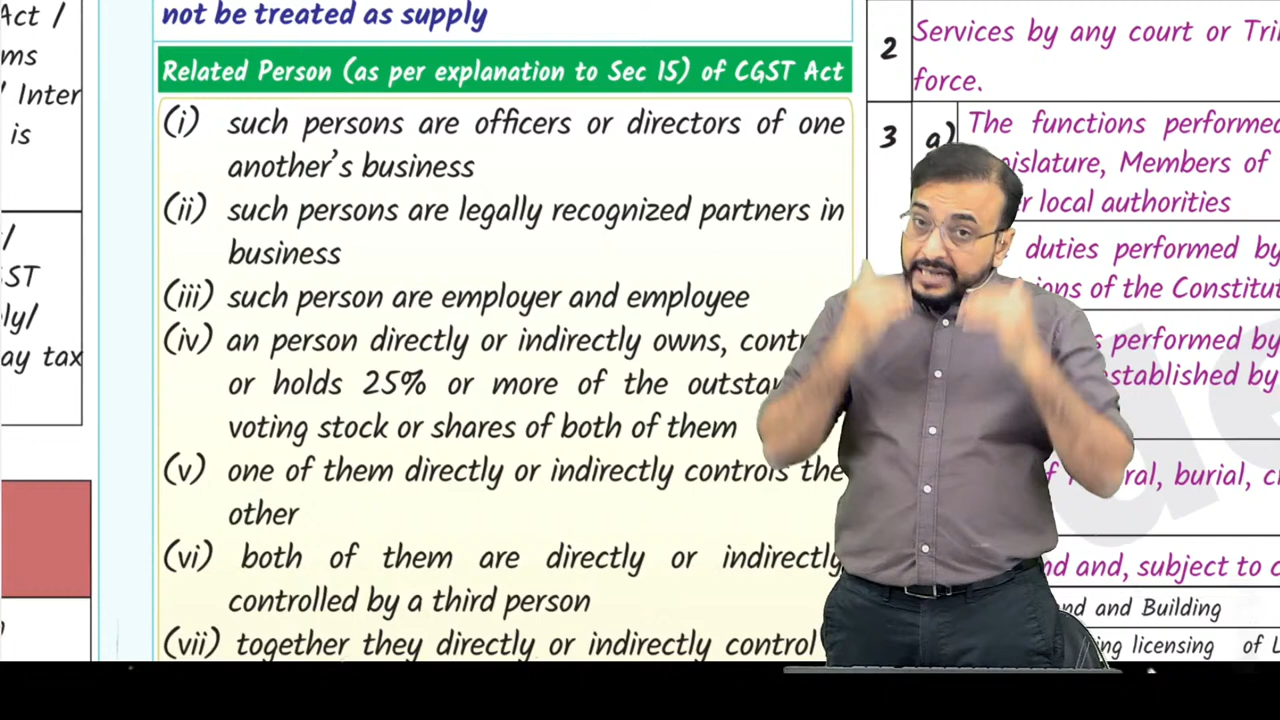 Act /
ms
/ Inter
is
/
ST
ly/
ay tax
not be treated as supply
Related Person (as per explanation to Sec 15) of CGST Act
(i) such persons are officers or directors of one
another's business
(ii) such persons are legally recognized partners in
business
(iii) such person are employer and employee
(iv) an person directly or indirectly owns, contr
or holds 25% or more of the outsta
voting stock or shares of both of them
(v) one of them directly or indirectly controls the
other
(vi) both of them are directly or indirectly
controlled by a third person
(vii) together they directly or indirectly control
2 Services by any court or Tri
force.
3 a) The functions performed
islature, Members of
r local authorities
duties performed by
ions of the Constitut
s performed by
established by
f ral, burial, c
nd and, subject to c
nd and Building
ng licensing of L